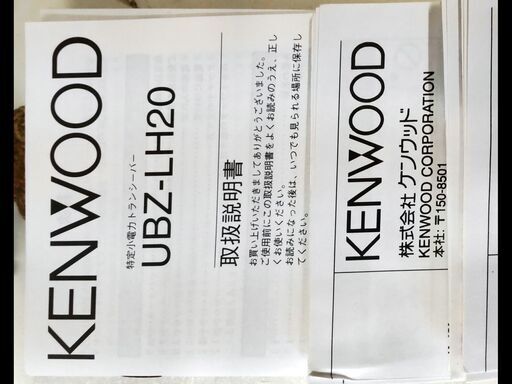 KENWOOD
特定小電力トランシーバー
UBZ-LH20
取扱説明書
お買い上げいただきましてありがとうございました。
ご使用前にこの取扱説明書をよくお読みのうえ、正し
くお使いください。
お読みになった後は、いつでも見られる場所に保存し
てください。
KENWOOD
株式会社 ケンウッド
KENWOOD CORPORATION
本社: 〒150-8501